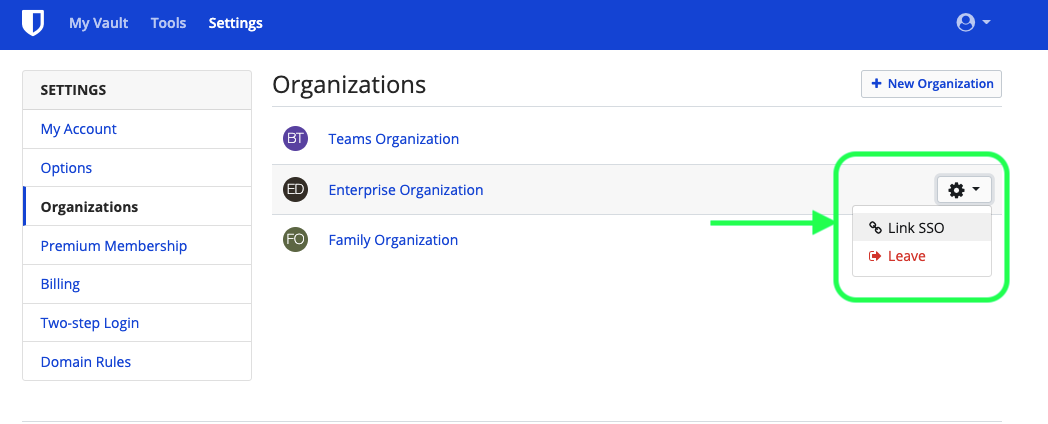 My Vault Tools Settings
SETTINGS
My Account
Options
Organizations
Premium Membership
Billing
Two-step Login
Domain Rules
Organizations
+ New Organization
BT Teams Organization
ED Enterprise Organization
FO Family Organization
Link SSO
Leave